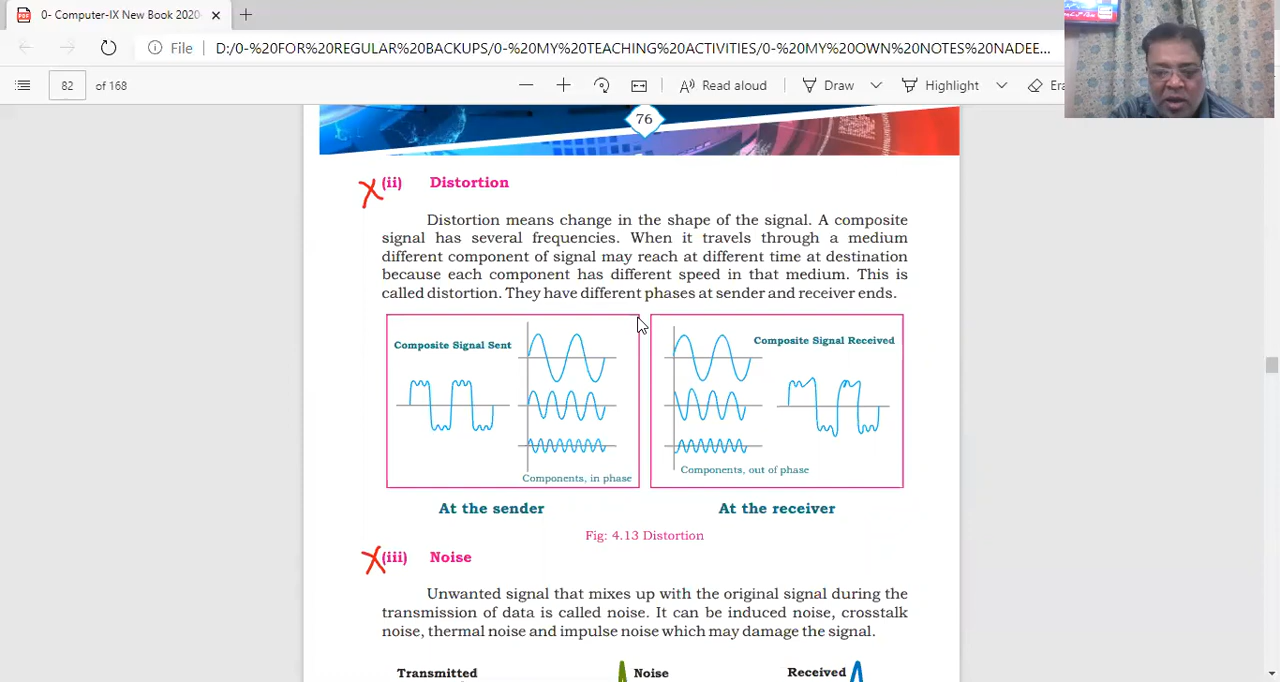 0- Computer-IX New Book 2020-
File
D:/0-%20FOR%20REGULAR%20BACKUPS/0-%20MY%20TEACHING%20ACTIVITIES/0-%20MY%20OWN%20NOTES%20NADEE...
82 of 168
Read aloud
Draw
Highlight
Era
76
(ii) Distortion
Distortion means change in the shape of the signal. A composite
signal has several frequencies. When it travels through a medium
different component of signal may reach at different time at destination
because each component has different speed in that medium. This is
called distortion. They have different phases at sender and receiver ends.
Composite Signal Sent
Components, in phase
Composite Signal Received
Components, out of phase
At the sender
At the receiver
Fig: 4.13 Distortion
(iii) Noise
Unwanted signal that mixes up with the original signal during the
transmission of data is called noise. It can be induced noise, crosstalk
noise, thermal noise and impulse noise which may damage the signal.
Transmitted
Noise
Received